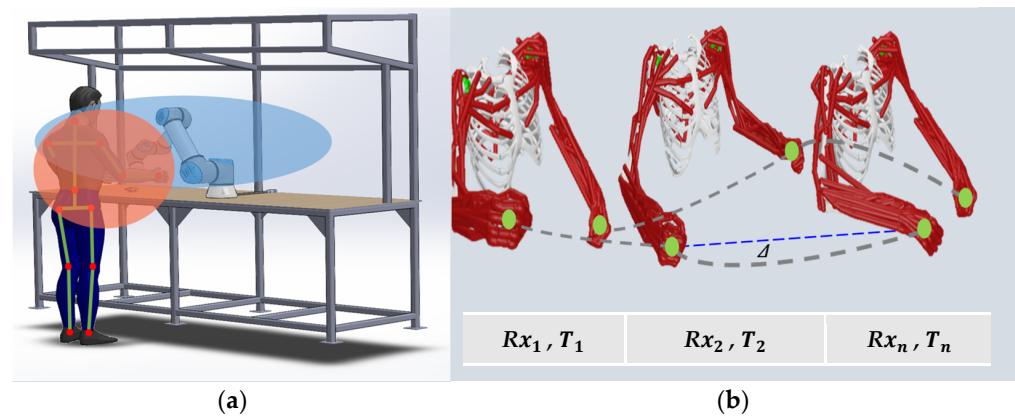 Δ
Rx₁ , T₁ Rx₂ , T₂ Rxₙ , Tₙ
(a) (b)